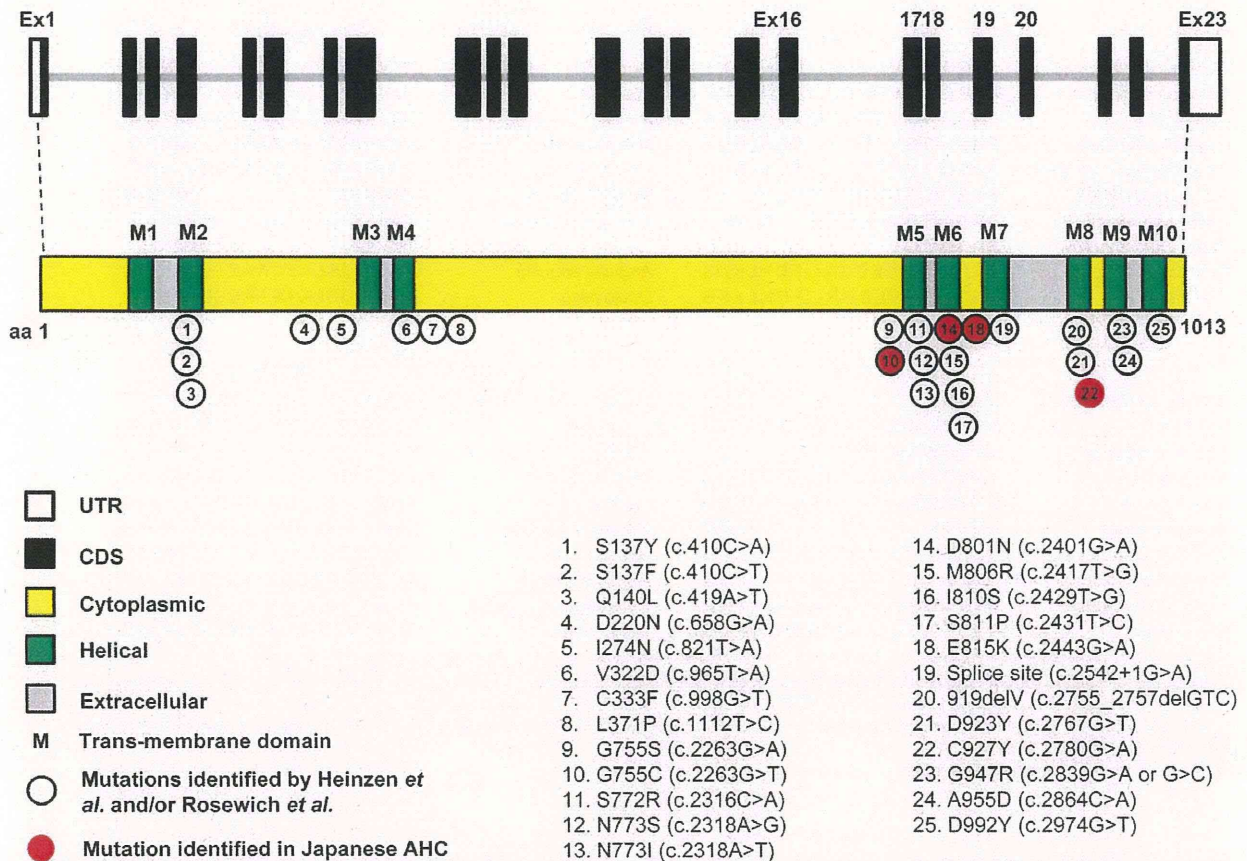 Ex1 Ex16 1718 19 20 Ex23
M1 M2 M3 M4 M5 M6 M7 M8 M9 M10
aa 1 1013
1 4 5 6 7 8 9 11 14 18 19 20 23 25
2 10 12 15 21 24
3 13 16 22
17
UTR
CDS
Cytoplasmic
Helical
Extracellular
M Trans-membrane domain
Mutations identified by Heinzen et
al. and/or Rosewich et al.
Mutation identified in Japanese AHC
1. S137Y (c.410C>A)
2. S137F (c.410C>T)
3. Q140L (c.419A>T)
4. D220N (c.658G>A)
5. I274N (c.821T>A)
6. V322D (c.965T>A)
7. C333F (c.998G>T)
8. L371P (c.1112T>C)
9. G755S (c.2263G>A)
10. G755C (c.2263G>T)
11. S772R (c.2316C>A)
12. N773S (c.2318A>G)
13. N773I (c.2318A>T)
14. D801N (c.2401G>A)
15. M806R (c.2417T>G)
16. I810S (c.2429T>G)
17. S811P (c.2431T>C)
18. E815K (c.2443G>A)
19. Splice site (c.2542+1G>A)
20. 919delV (c.2755_2757delGTC)
21. D923Y (c.2767G>T)
22. C927Y (c.2780G>A)
23. G947R (c.2839G>A or G>C)
24. A955D (c.2864C>A)
25. D992Y (c.2974G>T)